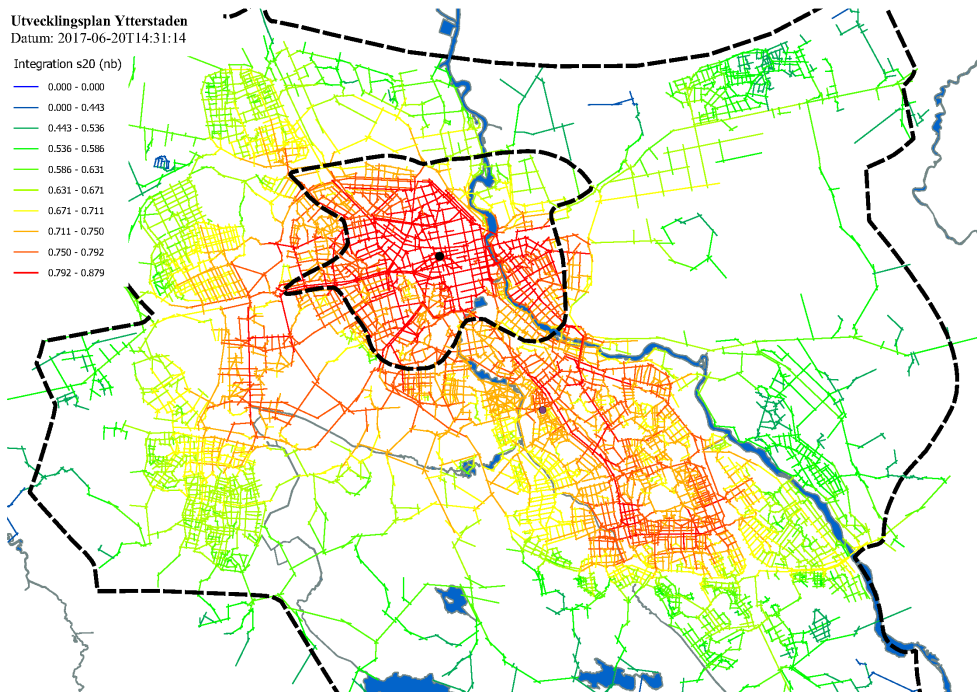 Utvecklingsplan Ytterstaden
Datum: 2017-06-20T14:31:14
Integration s20 (nb)
0.000 - 0.000
0.000 - 0.443
0.443 - 0.536
0.536 - 0.586
0.586 - 0.631
0.631 - 0.671
0.671 - 0.711
0.711 - 0.750
0.750 - 0.792
0.792 - 0.879